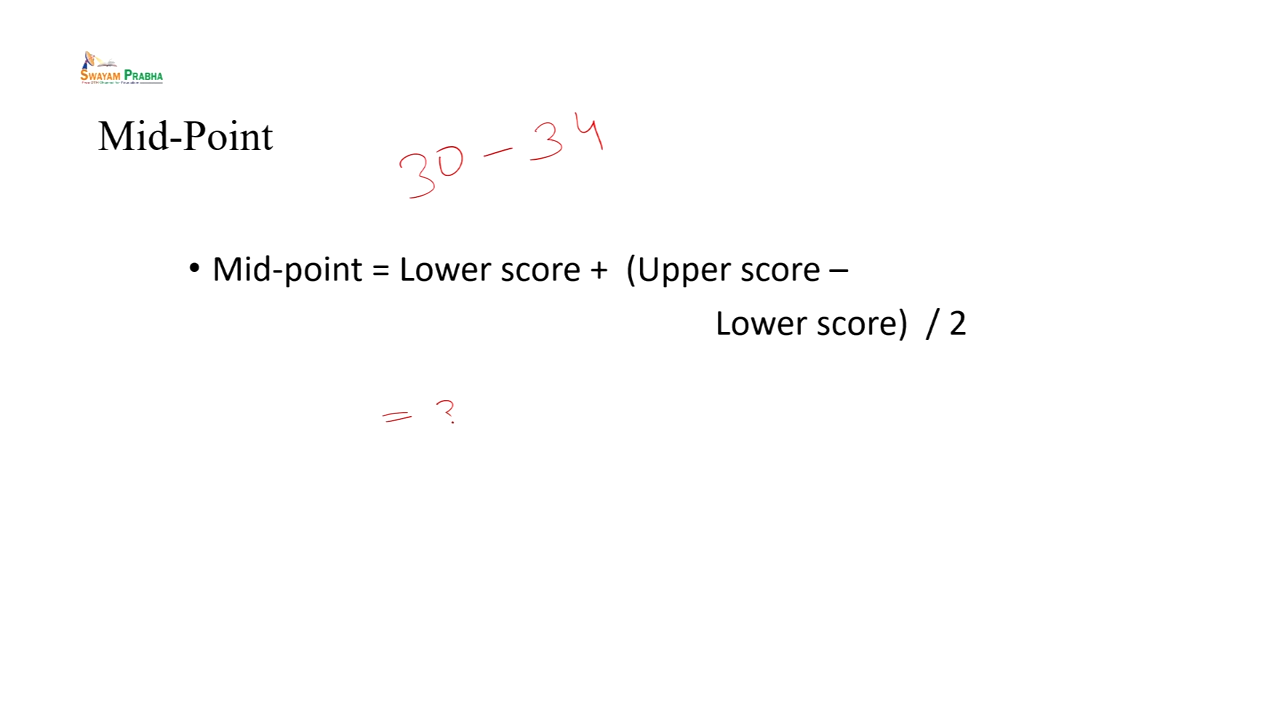 SWAYAM PRABHA
Mid-Point
30 - 34
• Mid-point = Lower score + (Upper score –
Lower score) / 2
= ?